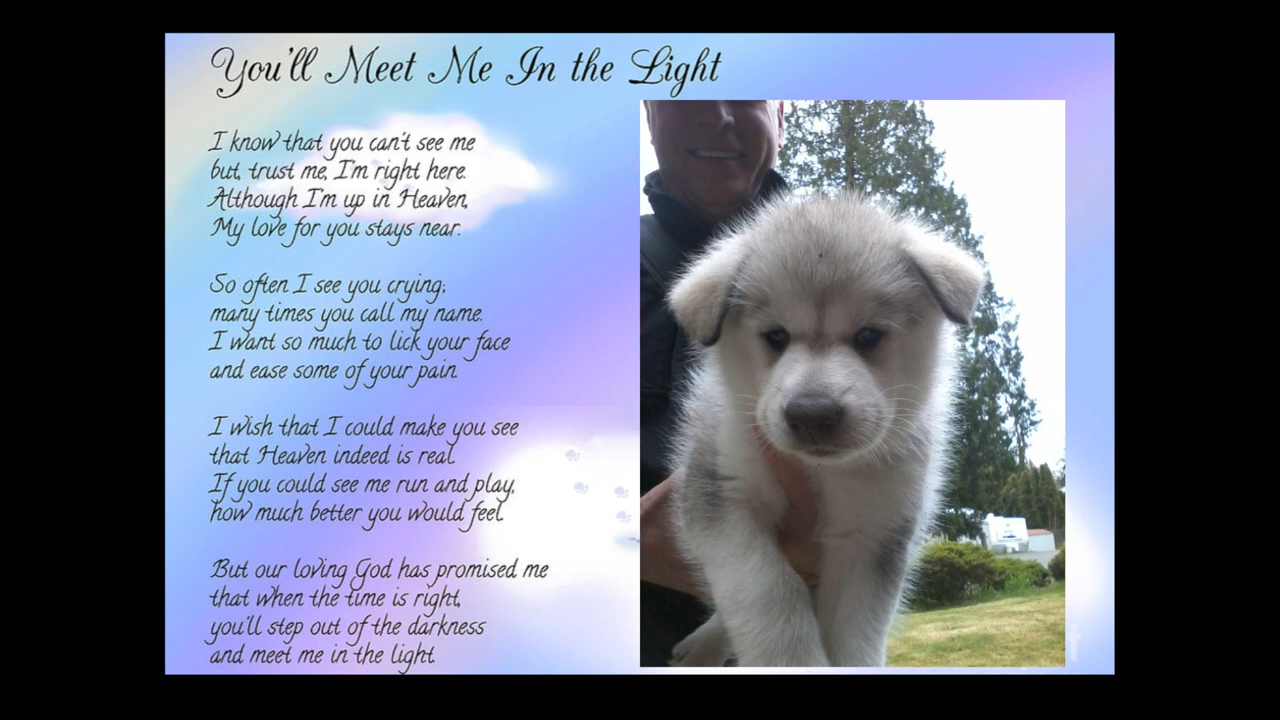 You'll Meet Me In the Light
I know that you can't see me
but, trust me, I'm right here.
Although I'm up in Heaven,
My love for you stays near.
So often I see you crying;
many times you call my name.
I want so much to lick your face
and ease some of your pain
I wish that I could make you see
that Heaven indeed is real.
If you could see me run and play,
how much better you would feel.
But our loving God has promised me
that when the time is right,
you'll step out of the darkness
and meet me in the light.